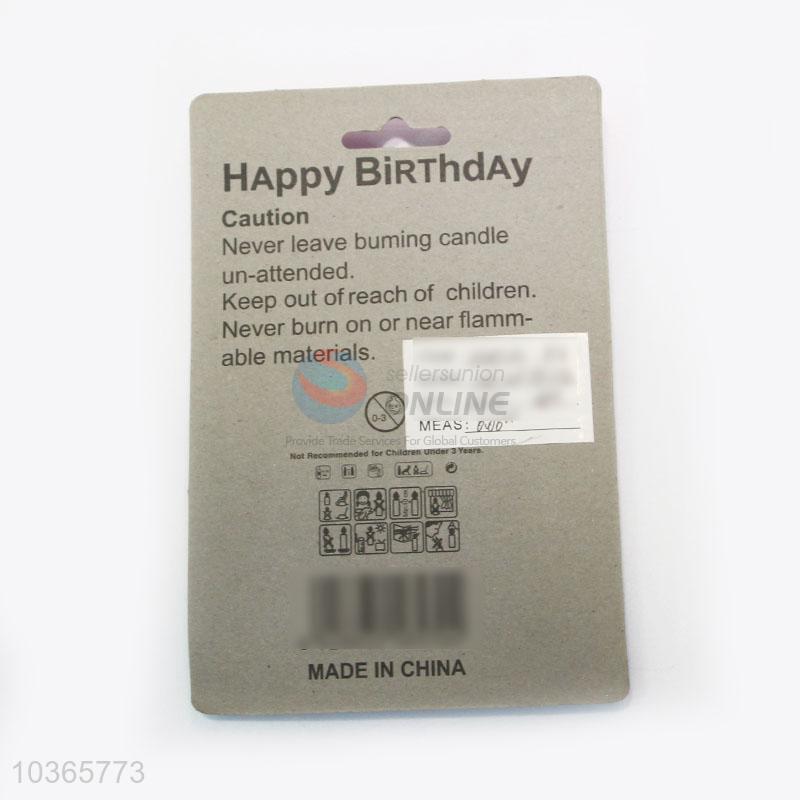 HAppy BiRThdAy
Caution
Never leave buming candle
un-attended.
Keep out of reach of children.
Never burn on or near flamm-
able materials.
sellersunion
ONLINE
0-3
MEAS:
Provide Trade Services For Global Customers
Not Recommended for Children Under 3 Years.
MADE IN CHINA
10365773